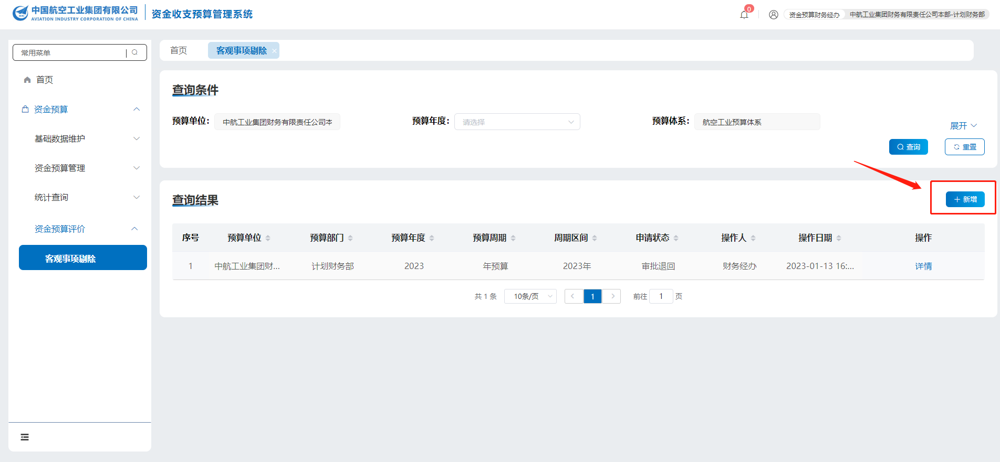 中国航空工业集团有限公司
AVIATION INDUSTRY CORPORATION OF CHINA
AVIC
资金收支预算管理系统
0
资金预算财务经办
中航工业集团财务有限责任公司本部-计划财务部
常用菜单
首页
资金预算
基础数据维护
资金预算管理
统计查询
资金预算评价
客观事项剔除
首页 客观事项剔除
查询条件
预算单位： 中航工业集团财务有限责任公司本 预算年度： 请选择 预算体系： 航空工业预算体系
展开
查询 重置
查询结果
新增
序号 预算单位 预算部门 预算年度 预算周期 周期区间 申请状态 操作人 操作日期 操作
1 中航工业集团财... 计划财务部 2023 年预算 2023年 审批退回 财务经办 2023-01-13 16:... 详情
共 1 条 10条/页 1 前往 1 页